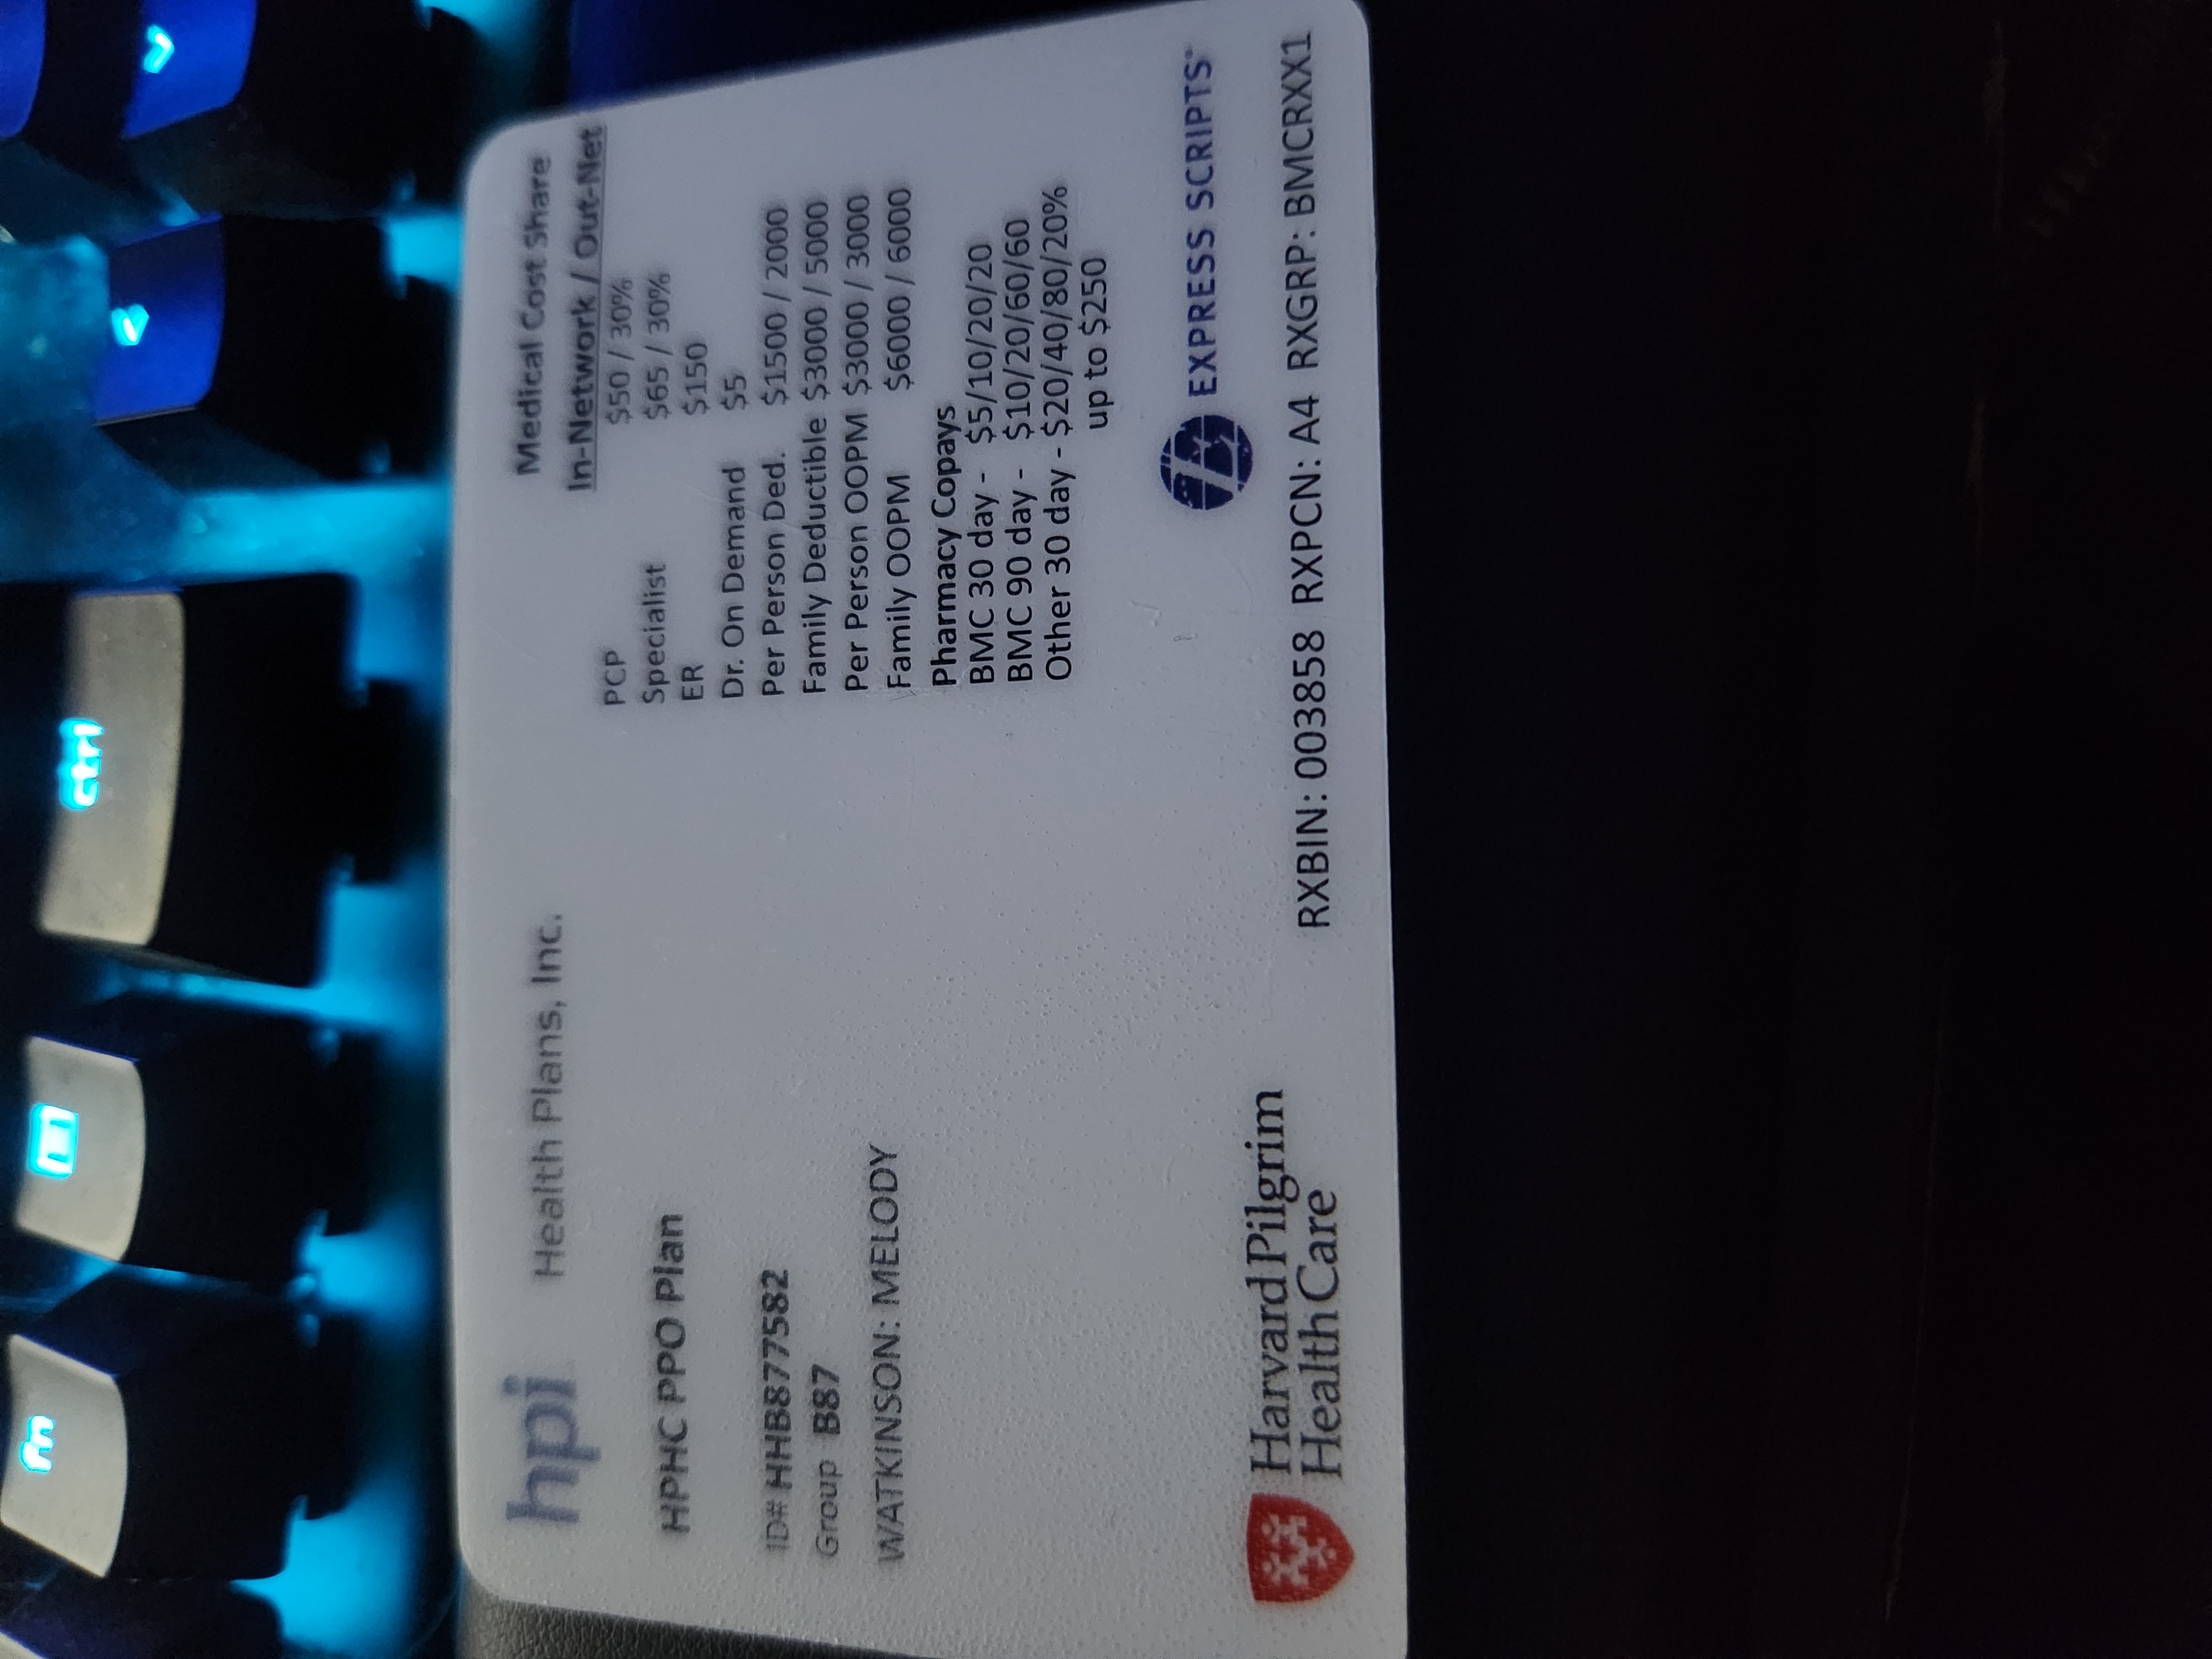 fn
ctrl
<
hpi Health Plans, Inc.
HPHC PPO Plan
ID# HHB877582
Group B87
WATKINSON: MELODY
Medical Cost Share
In-Network / Out-Net
PCP $50 / 30%
Specialist $65 / 30%
ER $150
Dr. On Demand $5
Per Person Ded. $1500 / 2000
Family Deductible $3000 / 5000
Per Person OOPM $3000 / 3000
Family OOPM $6000 / 6000
Pharmacy Copays
BMC 30 day - $5/10/20/20
BMC 90 day - $10/20/60/60
Other 30 day - $20/40/80/20%
up to $250
EXPRESS SCRIPTS®
Harvard Pilgrim
Health Care
RXBIN: 003858 RXPCN: A4 RXGRP: BMCRXX1